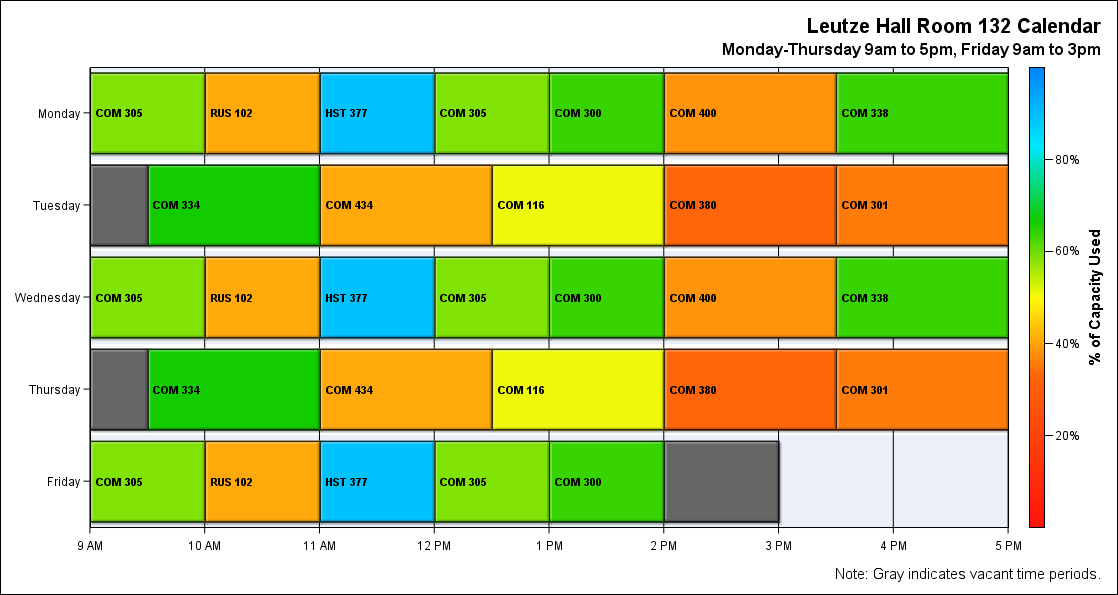 Leutze Hall Room 132 Calendar
Monday-Thursday 9am to 5pm, Friday 9am to 3pm
Monday COM 305 RUS 102 HST 377 COM 305 COM 300 COM 400 COM 338
80%
Tuesday COM 334 COM 434 COM 116 COM 380 COM 301
60%
Wednesday COM 305 RUS 102 HST 377 COM 305 COM 300 COM 400 COM 338
% of Capacity Used
40%
Thursday COM 334 COM 434 COM 116 COM 380 COM 301
20%
Friday COM 305 RUS 102 HST 377 COM 305 COM 300
9 AM 10 AM 11 AM 12 PM 1 PM 2 PM 3 PM 4 PM 5 PM
Note: Gray indicates vacant time periods.